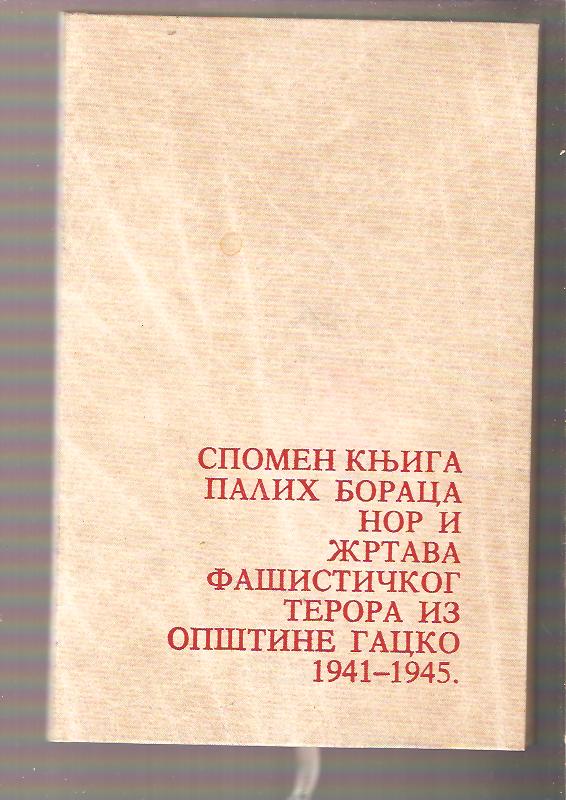 СПОМЕН КЊИГА
ПАЛИХ БОРАЦА
НОР И
ЖРТАВА
ФАШИСТИЧКОГ
ТЕРОРА ИЗ
ОПШТИНЕ ГАЦКО
1941–1945.